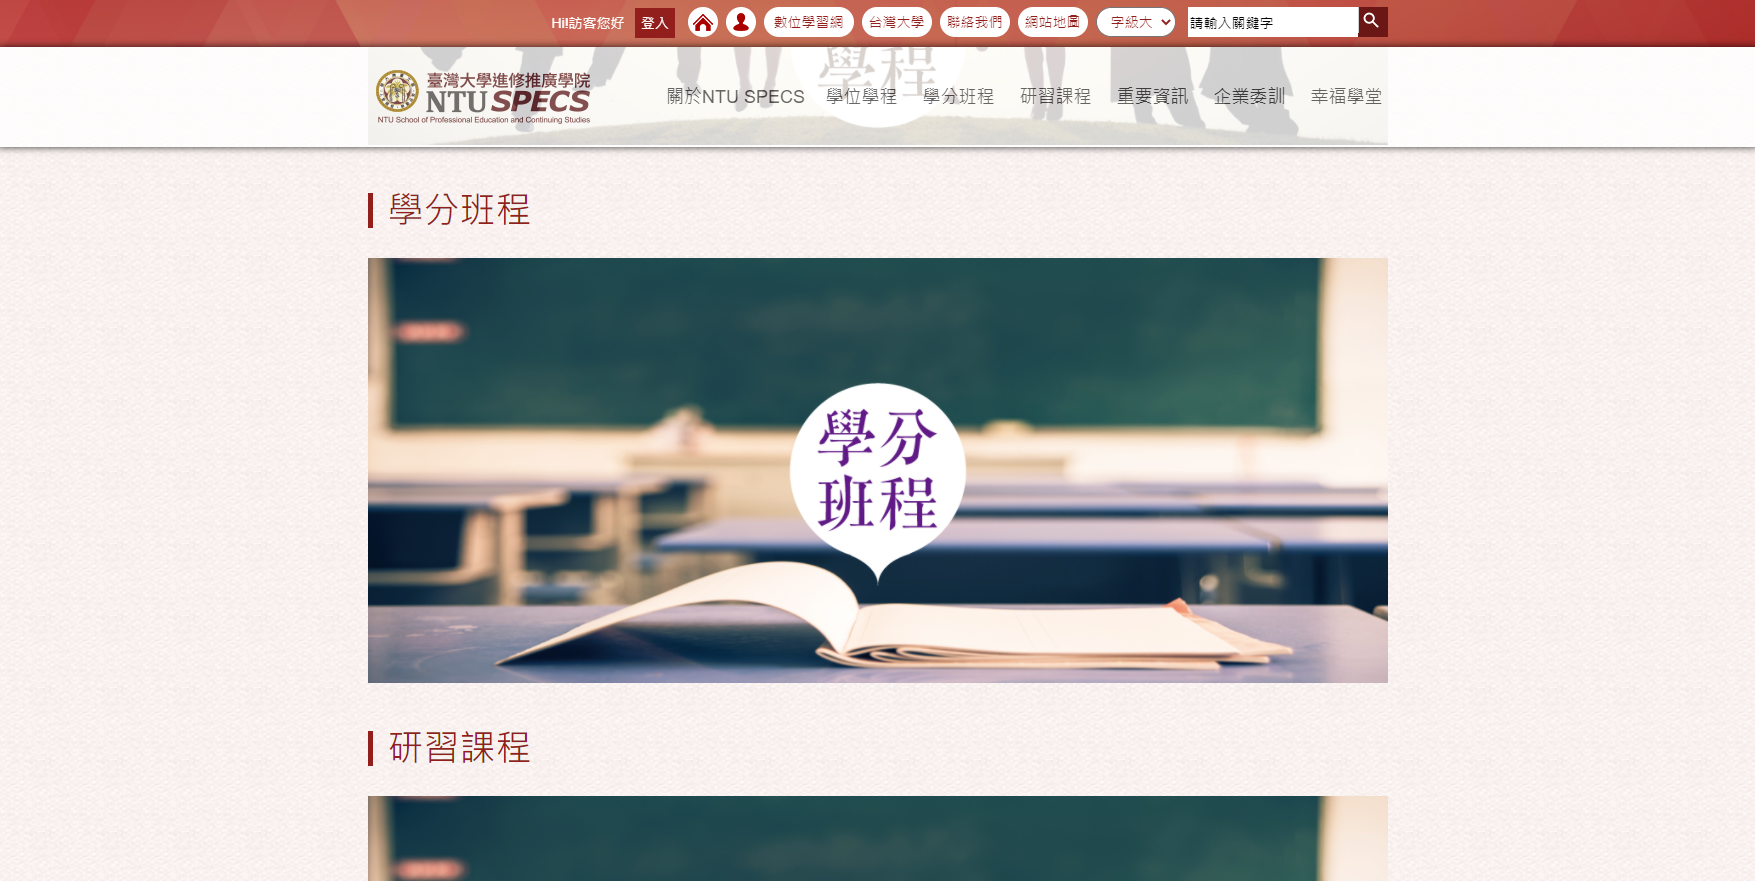 Hi!訪客您好 登入 數位學習網 台灣大學 聯絡我們 網站地圖 字級大 請輸入關鍵字
學程
臺灣大學進修推廣學院
NTU SPECS
NTU School of Professional Education and Continuing Studies
關於NTU SPECS 學位學程 學分班程 研習課程 重要資訊 企業委訓 幸福學堂
學分班程
學分
班程
研習課程